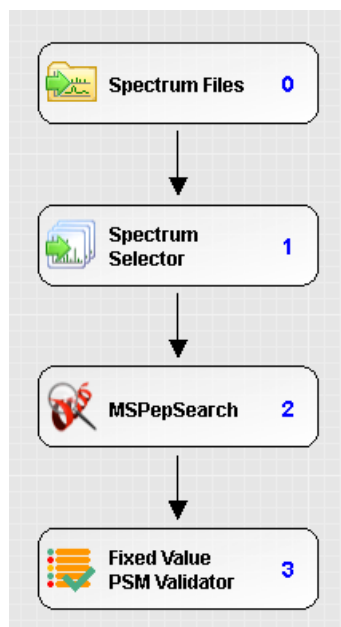 Spectrum Files 0
Spectrum
Selector 1
MSPepSearch 2
Fixed Value
PSM Validator 3